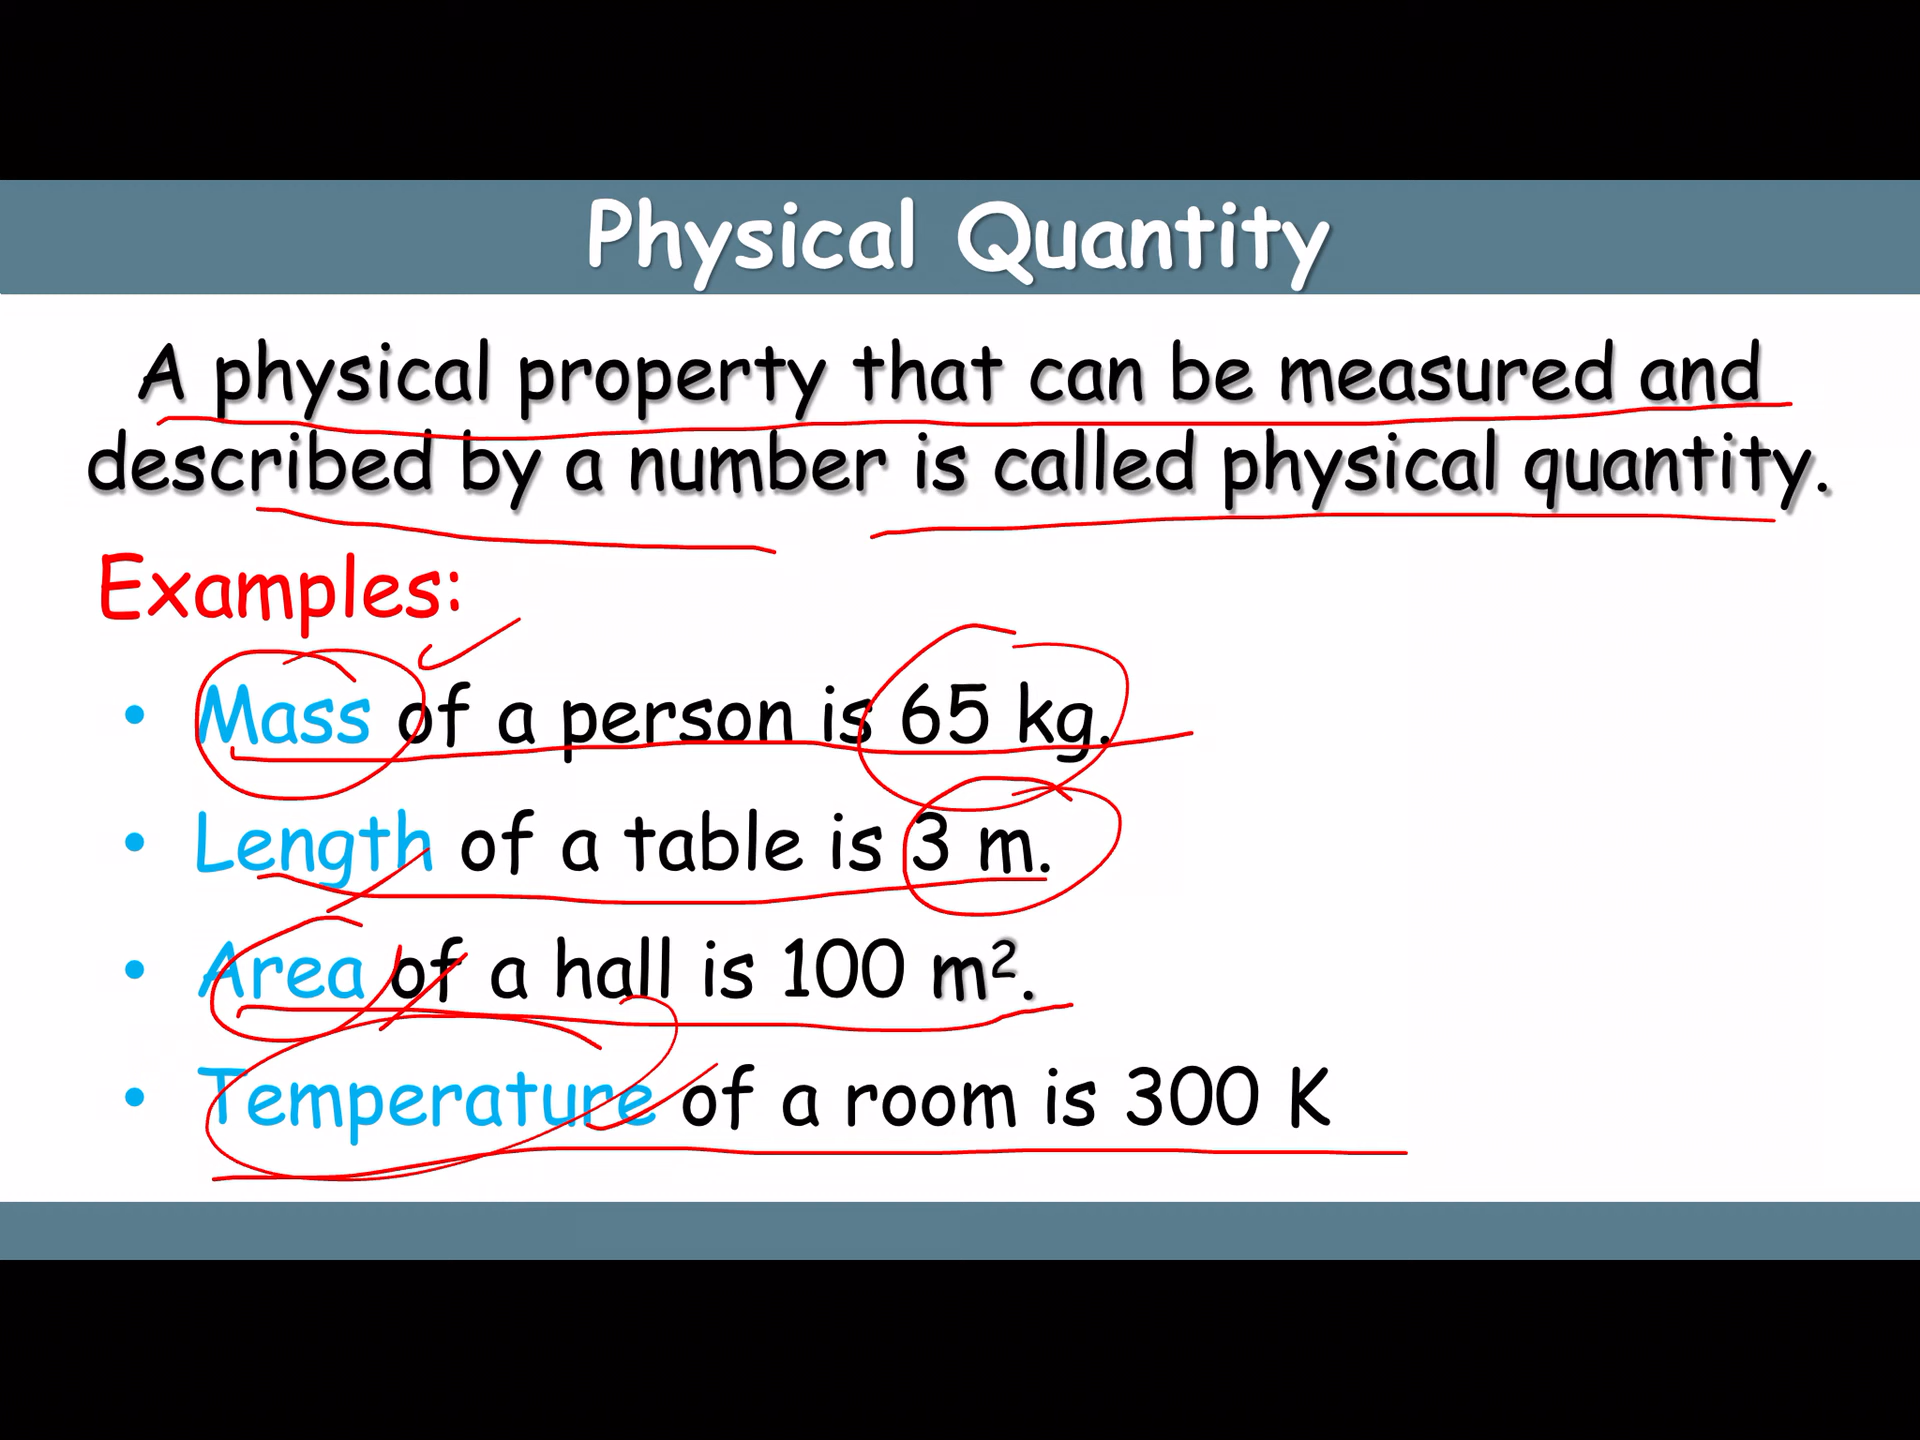 Physical Quantity
A physical property that can be measured and
described by a number is called physical quantity.
Examples:
• Mass of a person is 65 kg.
• Length of a table is 3 m.
• Area of a hall is 100 m².
• Temperature of a room is 300 K